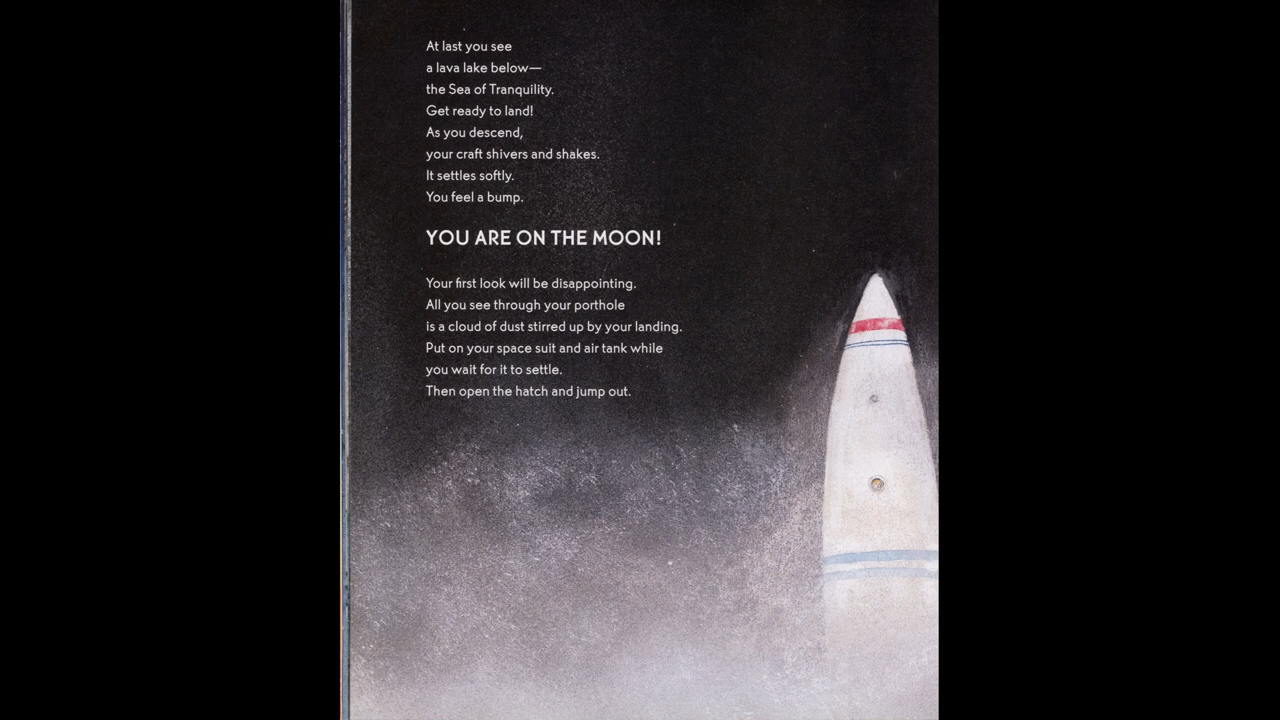 At last you see
a lava lake below—
the Sea of Tranquility.
Get ready to land!
As you descend,
your craft shivers and shakes.
It settles softly.
You feel a bump.
YOU ARE ON THE MOON!
Your first look will be disappointing.
All you see through your porthole
is a cloud of dust stirred up by your landing.
Put on your space suit and air tank while
you wait for it to settle.
Then open the hatch and jump out.